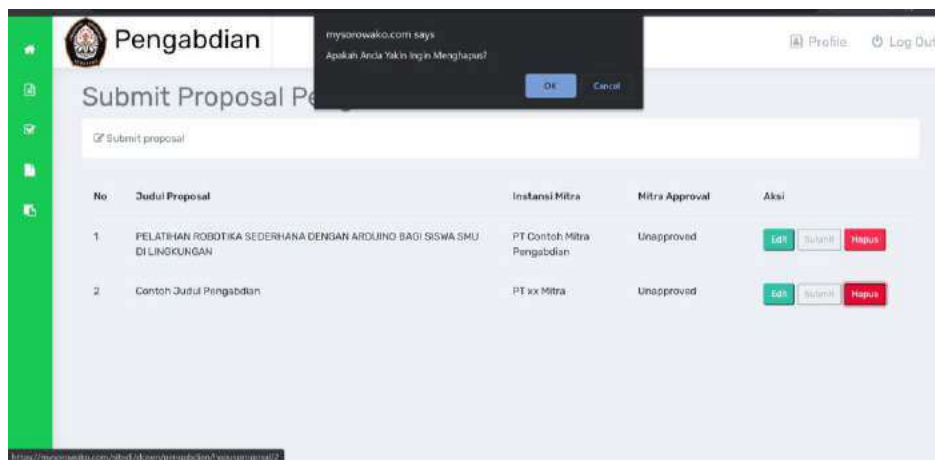 Pengabdian
mysorowako.com says
Apakah Anda Yakin Ingin Menghapus?
OK
Cancel
Profile
Log Out
Submit Proposal
Submit proposal
No
Judul Proposal
Instansi Mitra
Mitra Approval
Aksi
1
PELATIHAN ROBOTIKA SEDERHANA DENGAN ARDUINO BAGI SISWA SMU
DI LINGKUNGAN
PT Contoh Mitra
Pengabdian
Unapproved
Edit
Submit
Hapus
2
Contoh Judul Pengabdian
PT xx Mitra
Unapproved
Edit
Submit
Hapus